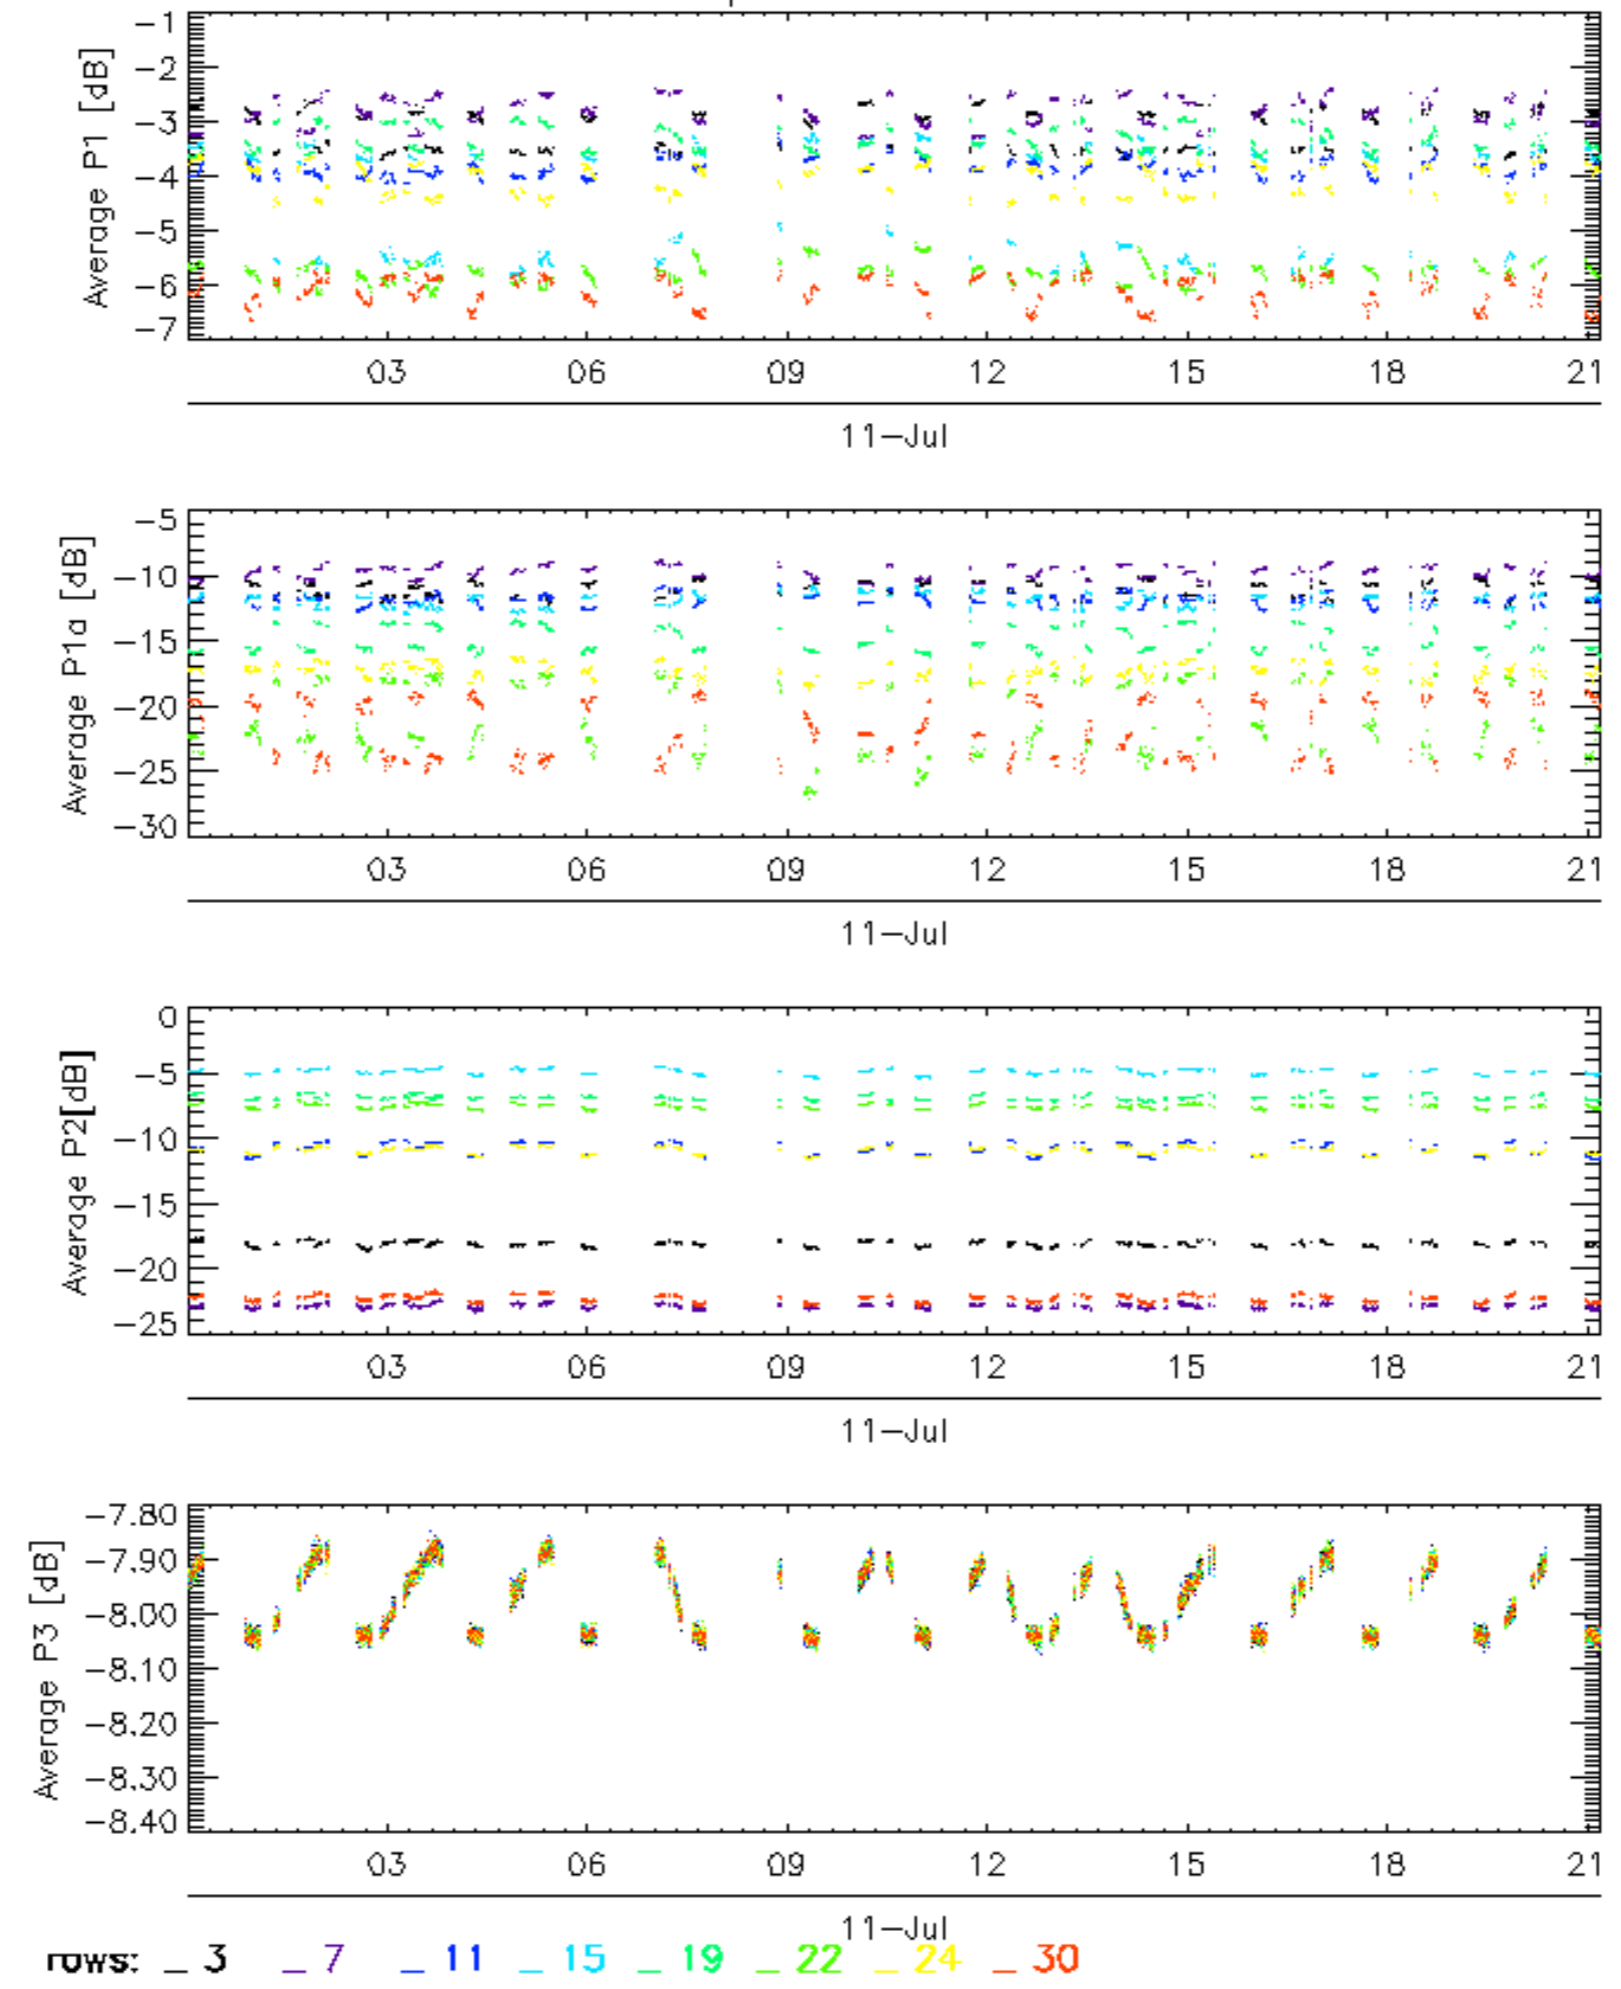 Average P1 [dB]
-1
-2
-3
-4
-5
-6
-7
03 06 09 12 15 18 21
11-Jul
Average P1a [dB]
-5
-10
-15
-20
-25
-30
03 06 09 12 15 18 21
11-Jul
Average P2[dB]
0
-5
-10
-15
-20
-25
03 06 09 12 15 18 21
11-Jul
Average P3 [dB]
-7.80
-7.90
-8.00
-8.10
-8.20
-8.30
-8.40
03 06 09 12 15 18 21
11-Jul
rows: _ 3 _ 7 _ 11 _ 15 _ 19 _ 22 _ 24 _ 30